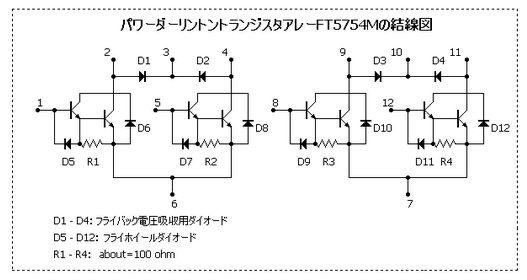 パワーダーリントントランジスタアレーFT5754Mの結線図
2 3 4 9 10 11
D1 D2 D3 D4
1 5 8 12
D6 D8 D10 D12
D5 R1 D7 R2 D9 R3 D11 R4
6 7
D1 - D4: フライバック電圧吸収用ダイオード
D5 - D12: フライホイールダイオード
R1 - R4: about=100 ohm